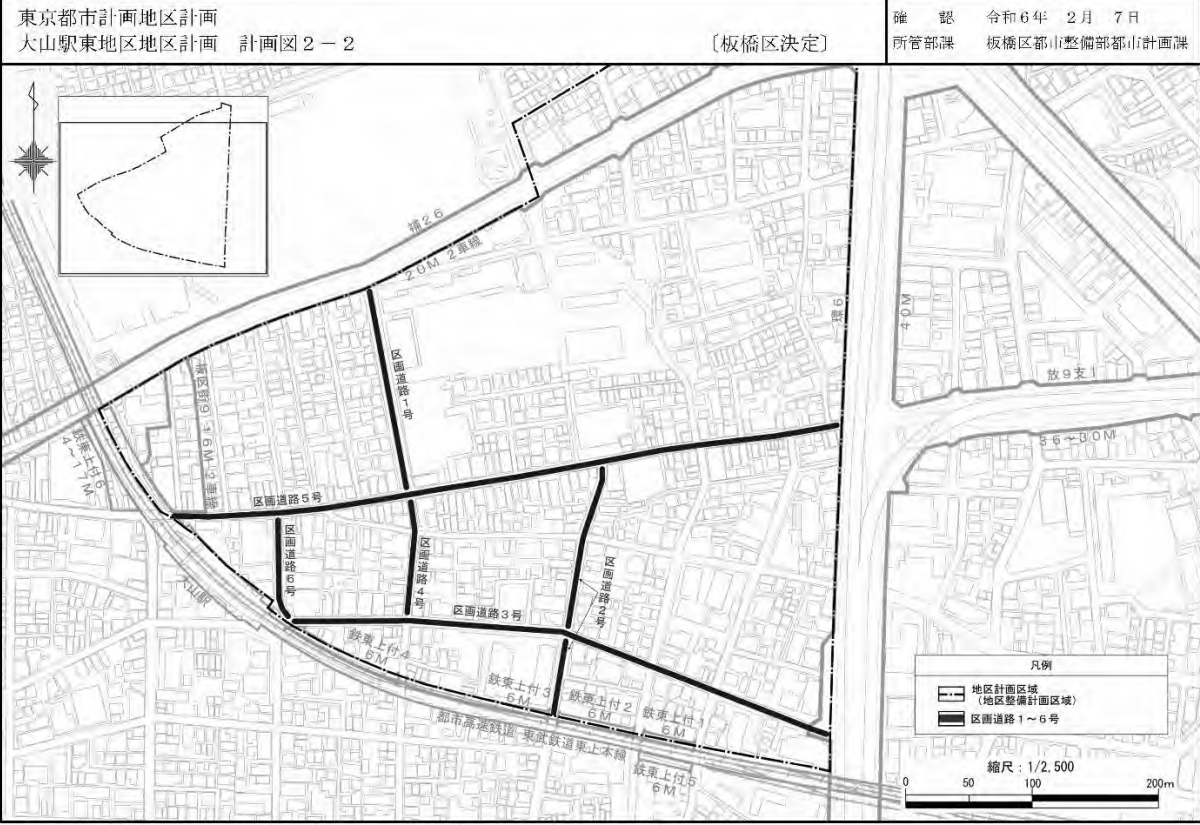 東京都市計画地区計画
大山駅東地区地区計画　計画図２－２
〔板橋区決定〕
確　認　令和６年　２月　７日
所管部課　板橋区都市整備部都市計画課
補２６
２０Ｍ ２車線
環６
４０Ｍ
放９支１
３６～３０Ｍ
区画道路１号
鉄東上付６
４～１７Ｍ
１６Ｍ ２車線
区画道路５号
区画道路６号
区画道路４号
区画道路２号
区画道路３号
大山駅
鉄東上付４
６Ｍ
鉄東上付３
６Ｍ
鉄東上付２
６Ｍ
鉄東上付１
６Ｍ
都市高速鉄道 東武鉄道東上本線
鉄東上付５
６Ｍ
凡例
地区計画区域
（地区整備計画区域）
区画道路１～６号
縮尺：1/2,500
0 50 100 200m